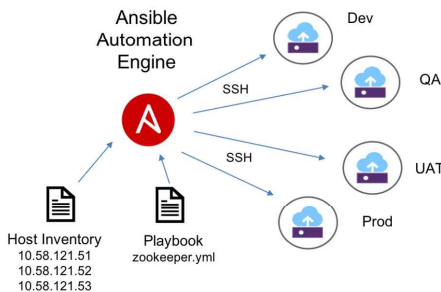 Ansible
Automation
Engine
Dev
QA
SSH
SSH
UAT
Prod
Host Inventory
10.58.121.51
10.58.121.52
10.58.121.53
Playbook
zookeeper.yml